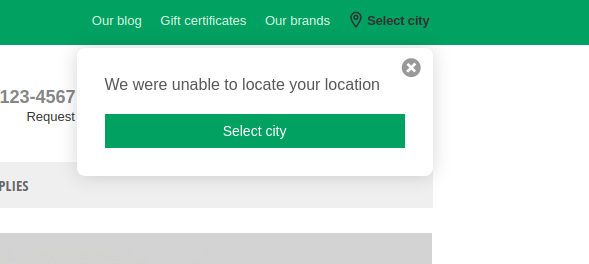 Our blog Gift certificates Our brands Select city
We were unable to locate your location
Select city
123-4567
Request
PLIES